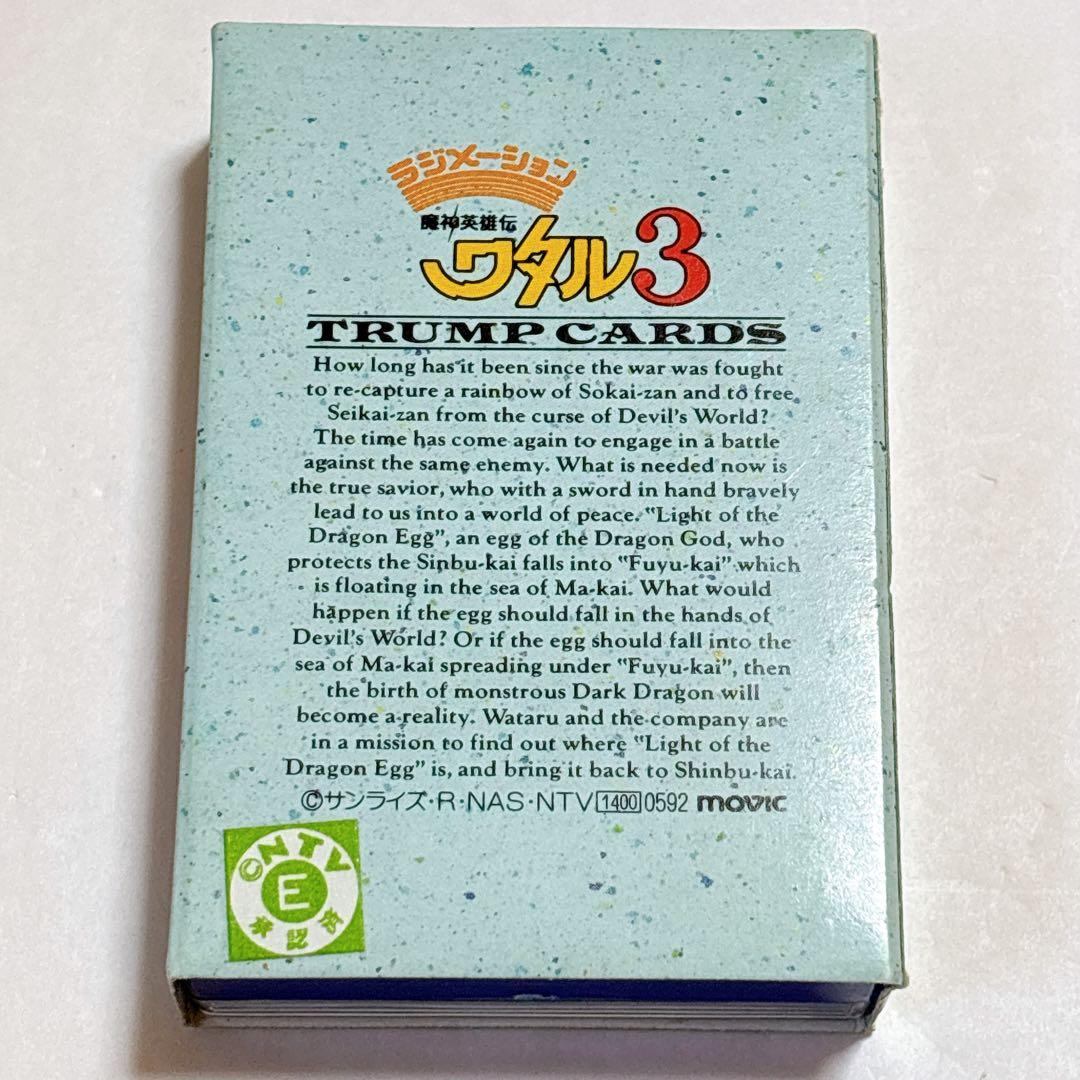 ラジメーション
魔神英雄伝
ワタル3
TRUMP CARDS
How long has it been since the war was fought
to re-capture a rainbow of Sokai-zan and to free
Seikai-zan from the curse of Devil's World?
The time has come again to engage in a battle
against the same enemy. What is needed now is
the true savior, who with a sword in hand bravely
lead to us into a world of peace. "Light of the
Dragon Egg", an egg of the Dragon God, who
protects the Sinbu-kai falls into "Fuyu-kai" which
is floating in the sea of Ma-kai. What would
happen if the egg should fall in the hands of
Devil's World? Or if the egg should fall into the
sea of Ma-kai spreading under "Fuyu-kai", then
the birth of monstrous Dark Dragon will
become a reality. Wataru and the company are
in a mission to find out where "Light of the
Dragon Egg" is, and bring it back to Shinbu-kai.
©サンライズ・R・NAS・NTV 1400 0592 movic
©NTV
E
承認済